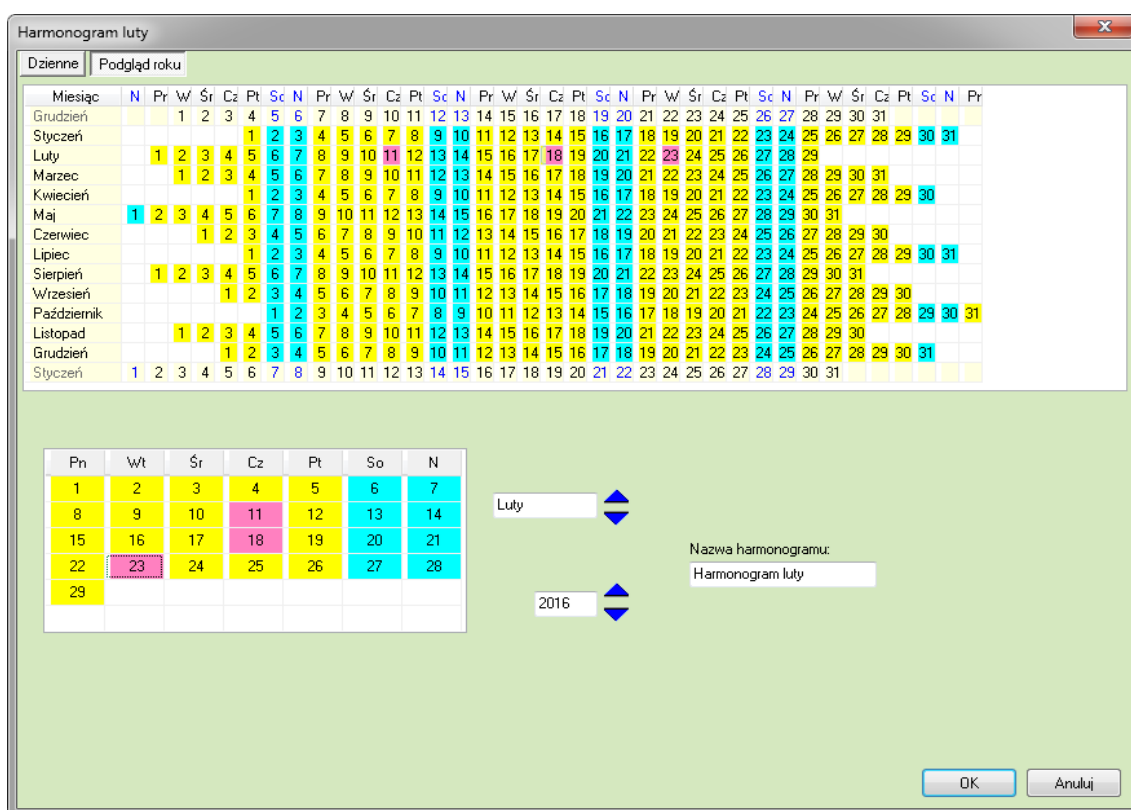 Harmonogram luty
Dzienne Podgląd roku
Miesiąc N Pr W Śr Cz Pt Sc N Pr W Śr Cz Pt Sc N Pr W Śr Cz Pt Sc N Pr W Śr Cz Pt Sc N Pr W Śr Cz Pt Sc N Pr
Grudzień 1 2 3 4 5 6 7 8 9 10 11 12 13 14 15 16 17 18 19 20 21 22 23 24 25 26 27 28 29 30 31
Styczeń 1 2 3 4 5 6 7 8 9 10 11 12 13 14 15 16 17 18 19 20 21 22 23 24 25 26 27 28 29 30 31
Luty 1 2 3 4 5 6 7 8 9 10 11 12 13 14 15 16 17 18 19 20 21 22 23 24 25 26 27 28 29
Marzec 1 2 3 4 5 6 7 8 9 10 11 12 13 14 15 16 17 18 19 20 21 22 23 24 25 26 27 28 29 30 31
Kwiecień 1 2 3 4 5 6 7 8 9 10 11 12 13 14 15 16 17 18 19 20 21 22 23 24 25 26 27 28 29 30
Maj 1 2 3 4 5 6 7 8 9 10 11 12 13 14 15 16 17 18 19 20 21 22 23 24 25 26 27 28 29 30 31
Czerwiec 1 2 3 4 5 6 7 8 9 10 11 12 13 14 15 16 17 18 19 20 21 22 23 24 25 26 27 28 29 30
Lipiec 1 2 3 4 5 6 7 8 9 10 11 12 13 14 15 16 17 18 19 20 21 22 23 24 25 26 27 28 29 30 31
Sierpień 1 2 3 4 5 6 7 8 9 10 11 12 13 14 15 16 17 18 19 20 21 22 23 24 25 26 27 28 29 30 31
Wrzesień 1 2 3 4 5 6 7 8 9 10 11 12 13 14 15 16 17 18 19 20 21 22 23 24 25 26 27 28 29 30
Październik 1 2 3 4 5 6 7 8 9 10 11 12 13 14 15 16 17 18 19 20 21 22 23 24 25 26 27 28 29 30 31
Listopad 1 2 3 4 5 6 7 8 9 10 11 12 13 14 15 16 17 18 19 20 21 22 23 24 25 26 27 28 29 30
Grudzień 1 2 3 4 5 6 7 8 9 10 11 12 13 14 15 16 17 18 19 20 21 22 23 24 25 26 27 28 29 30 31
Styczeń 1 2 3 4 5 6 7 8 9 10 11 12 13 14 15 16 17 18 19 20 21 22 23 24 25 26 27 28 29 30 31
Pn Wt Śr Cz Pt So N
1 2 3 4 5 6 7
8 9 10 11 12 13 14
15 16 17 18 19 20 21
22 23 24 25 26 27 28
29
Luty
2016
Nazwa harmonogramu:
Harmonogram luty
OK Anuluj